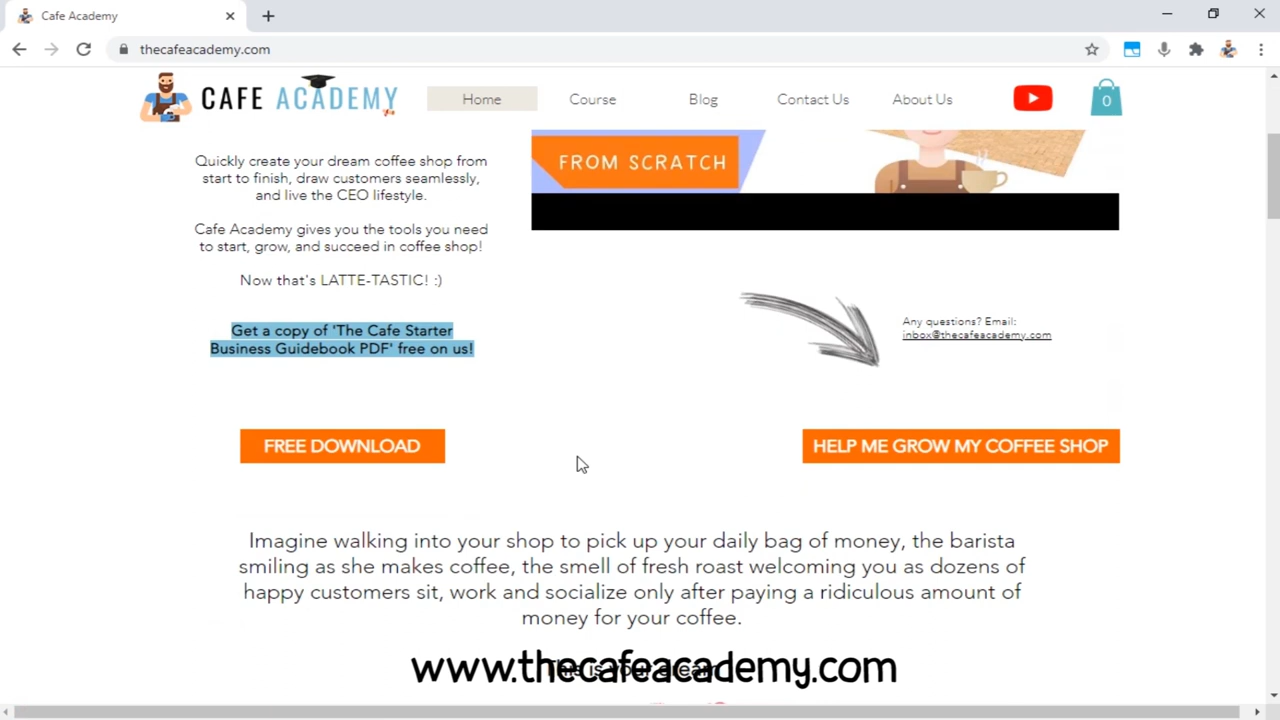 Cafe Academy
thecafeacademy.com
CAFE ACADEMY
Home
Course
Blog
Contact Us
About Us
0
Quickly create your dream coffee shop from
start to finish, draw customers seamlessly,
and live the CEO lifestyle.
Cafe Academy gives you the tools you need
to start, grow, and succeed in coffee shop!
Now that's LATTE-TASTIC! :)
Get a copy of 'The Cafe Starter
Business Guidebook PDF' free on us!
FROM SCRATCH
Any questions? Email:
inbox@thecafeacademy.com
FREE DOWNLOAD
HELP ME GROW MY COFFEE SHOP
Imagine walking into your shop to pick up your daily bag of money, the barista
smiling as she makes coffee, the smell of fresh roast welcoming you as dozens of
happy customers sit, work and socialize only after paying a ridiculous amount of
money for your coffee.
This is your dream
www.thecafeacademy.com